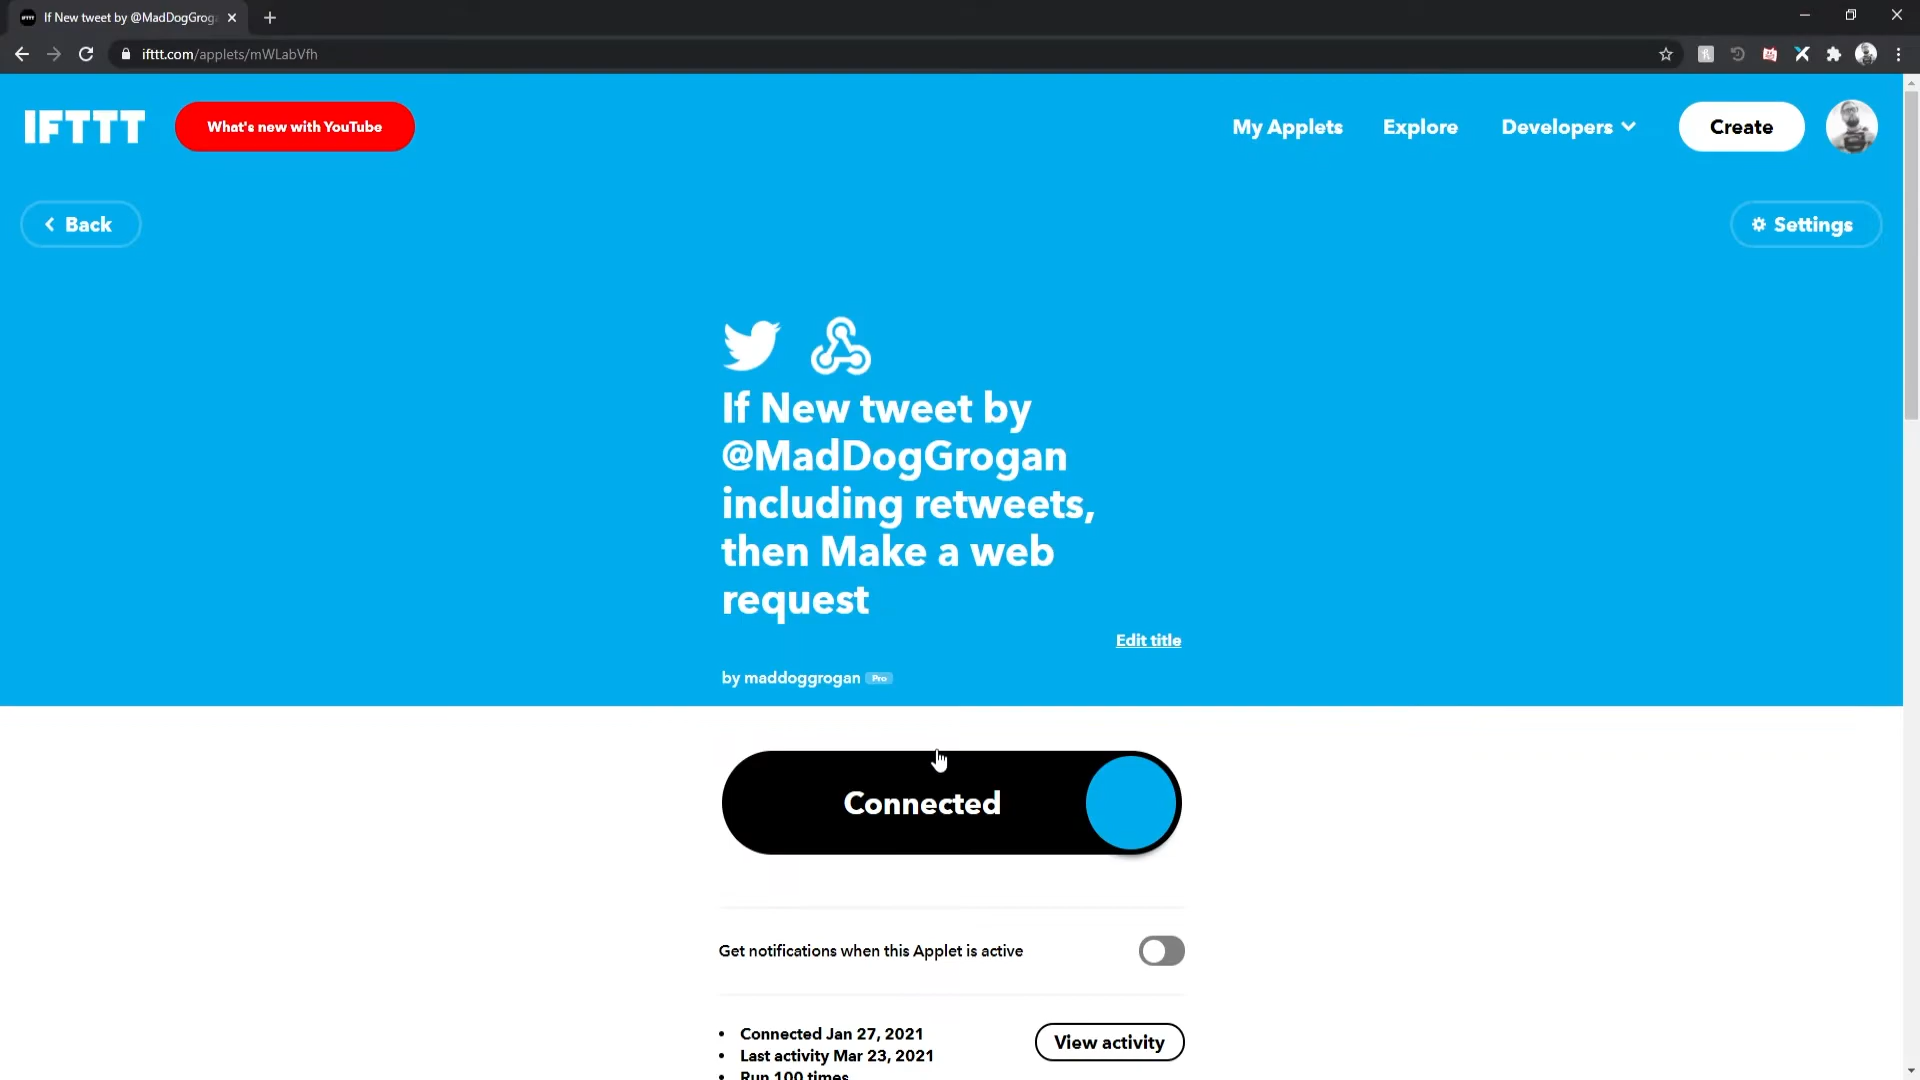 If New tweet by @MadDogGrog
ifttt.com/applets/mWLabVfh
IFTTT
What's new with YouTube
My Applets
Explore
Developers
Create
Back
Settings
If New tweet by
@MadDogGrogan
including retweets,
then Make a web
request
Edit title
by maddoggrogan Pro
Connected
Get notifications when this Applet is active
• Connected Jan 27, 2021
• Last activity Mar 23, 2021
• Run 100 times
View activity